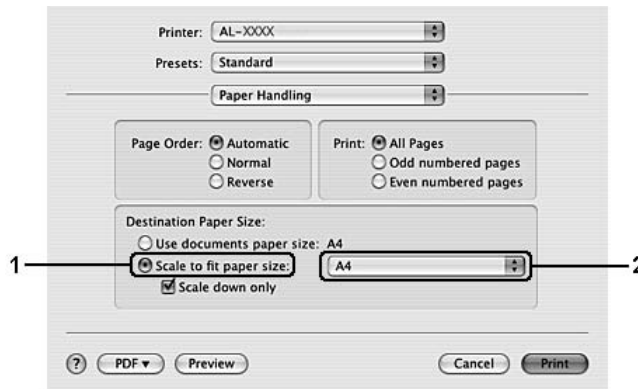 Printer: AL-XXXX
Presets: Standard
Paper Handling
Page Order: Automatic Print: All Pages
Normal Odd numbered pages
Reverse Even numbered pages
Destination Paper Size:
Use documents paper size: A4
1 Scale to fit paper size: A4 2
Scale down only
? PDF Preview Cancel Print